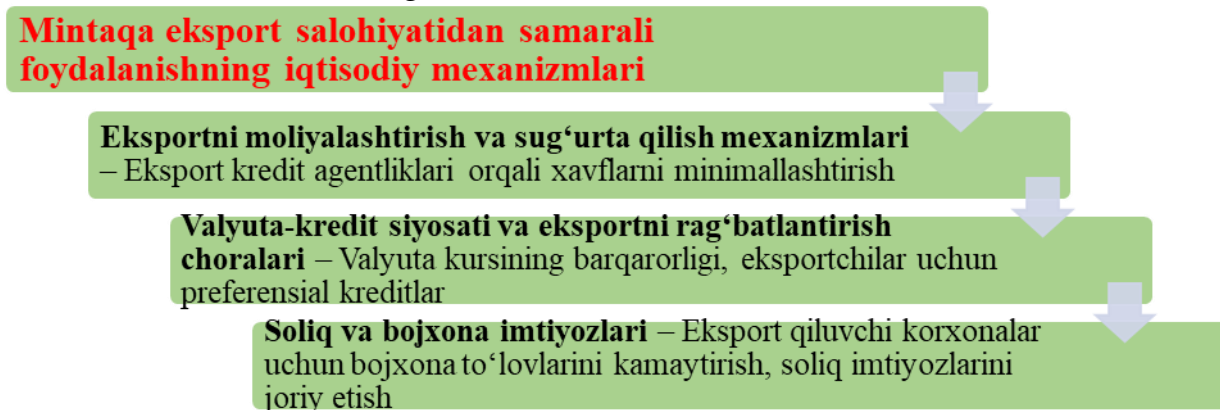 Mintaqa eksport salohiyatidan samarali
foydalanishning iqtisodiy mexanizmlari
Eksportni moliyalashtirish va sug‘urta qilish mexanizmlari
– Eksport kredit agentliklari orqali xavflarni minimallashtirish
Valyuta-kredit siyosati va eksportni rag‘batlantirish
choralari – Valyuta kursining barqarorligi, eksportchilar uchun
preferensial kreditlar
Soliq va bojxona imtiyozlari – Eksport qiluvchi korxonalar
uchun bojxona to‘lovlarini kamaytirish, soliq imtiyozlarini
joriy etish